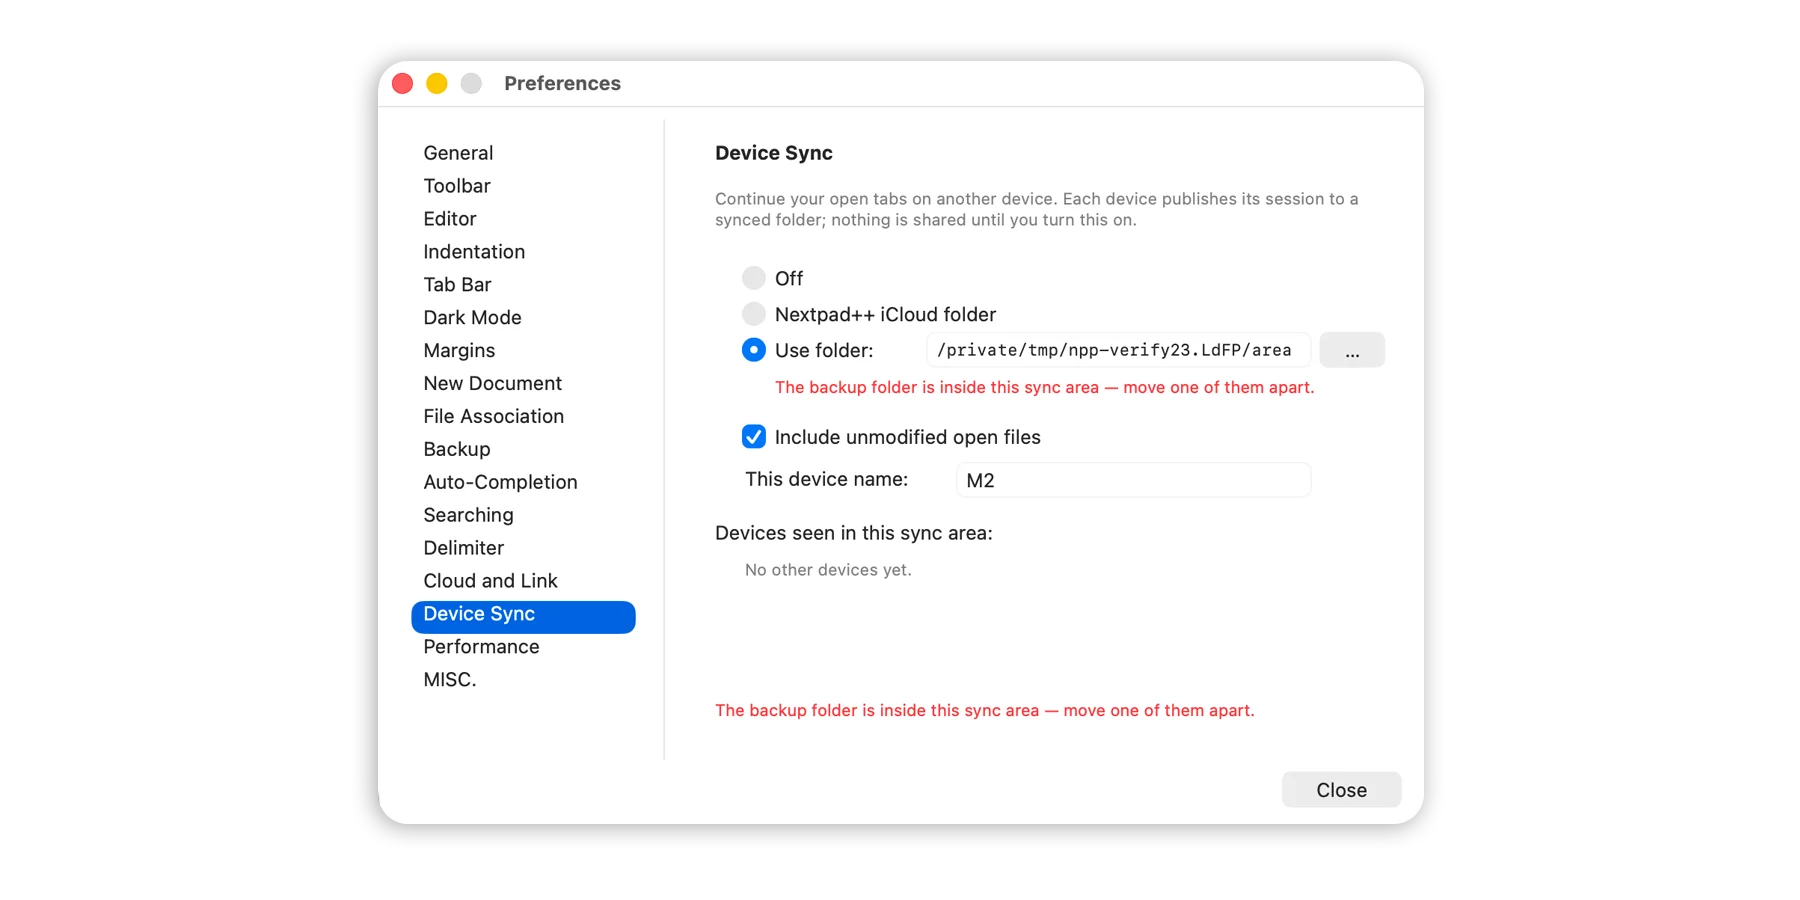 Preferences
General
Toolbar
Editor
Indentation
Tab Bar
Dark Mode
Margins
New Document
File Association
Backup
Auto-Completion
Searching
Delimiter
Cloud and Link
Device Sync
Performance
MISC.
Device Sync
Continue your open tabs on another device. Each device publishes its session to a
synced folder; nothing is shared until you turn this on.
Off
Nextpad++ iCloud folder
Use folder: /private/tmp/npp-verify23.LdFP/area ...
The backup folder is inside this sync area — move one of them apart.
Include unmodified open files
This device name: M2
Devices seen in this sync area:
No other devices yet.
The backup folder is inside this sync area — move one of them apart.
Close